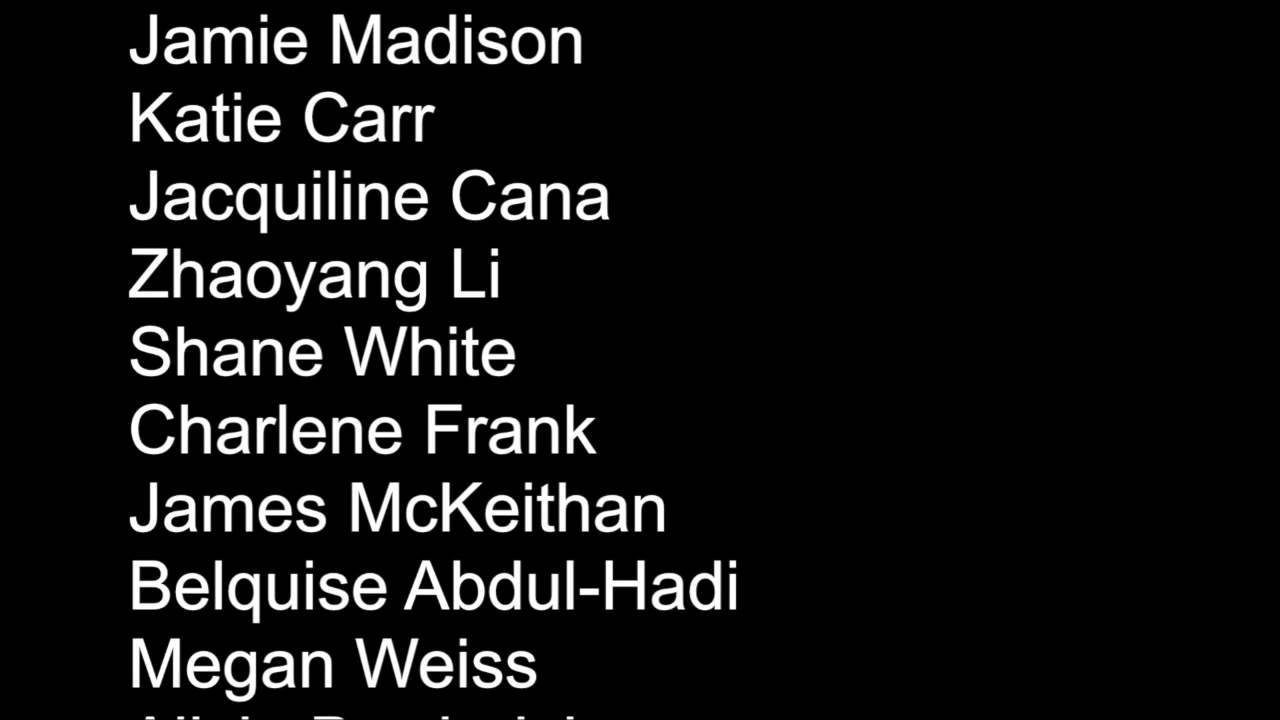 Jamie Madison
Katie Carr
Jacquiline Cana
Zhaoyang Li
Shane White
Charlene Frank
James McKeithan
Belquise Abdul-Hadi
Megan Weiss